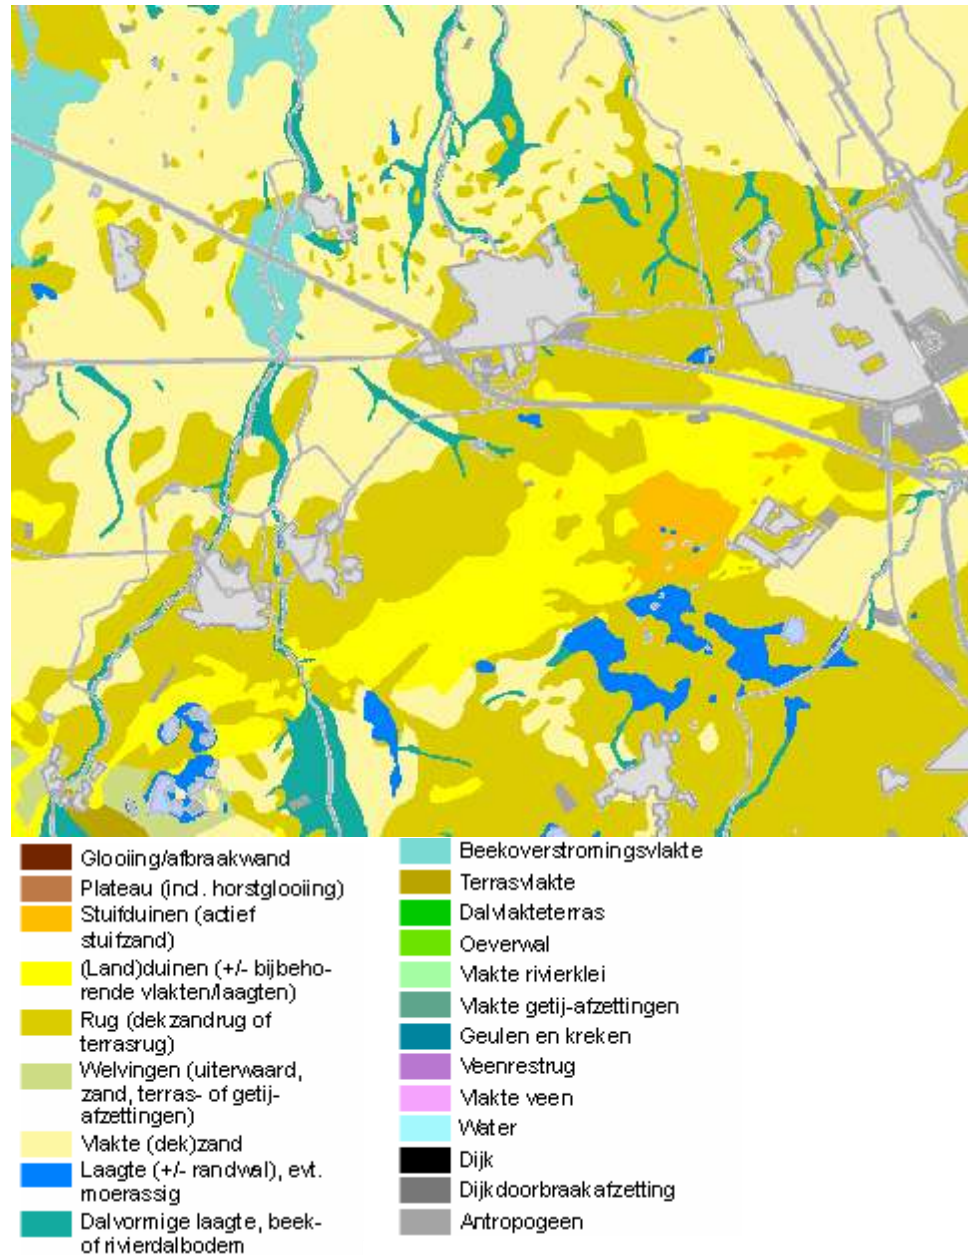 Glooiing/afbraakwand
Plateau (incl. horstglooiing)
Stuifduinen (actief
stuifzand)
(Land)duinen (+/- bijbeho-
rende vlakten/laagten)
Rug (dekzandrug of
terrasrug)
Welvingen (uiterwaard,
zand, terras- of getij-
afzettingen)
Vlakte (dek)zand
Laagte (+/- randwal), evt.
moerassig
Dalvormige laagte, beek-
of rivierdalbodem
Beekoverstromingsvlakte
Terrasvlakte
Dalvlakteterras
Oeverwal
Vlakte rivierklei
Vlakte getij-afzettingen
Geulen en kreken
Veenrestrug
Vlakte veen
Water
Dijk
Dijkdoorbraakafzetting
Antropogeen